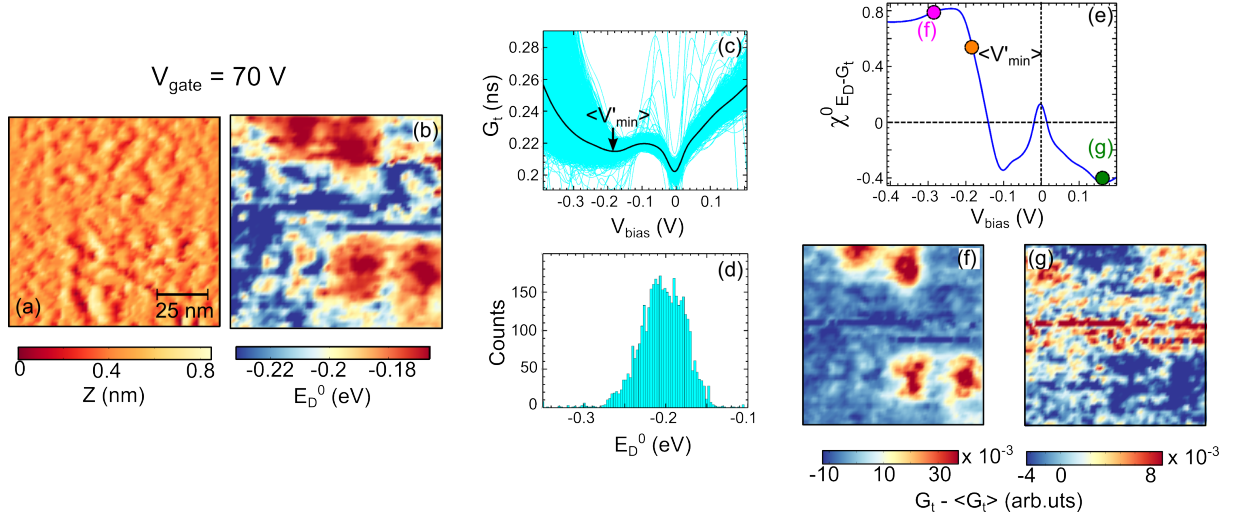 V_gate = 70 V
(a)
25 nm
0 0.4 0.8
Z (nm)
(b)
-0.22 -0.2 -0.18
E_D^0 (eV)
(c)
0.28
0.26
0.24
0.22
0.2
G_t (ns)
<V'_min>
-0.3 -0.2 -0.1 0 0.1
V_bias (V)
(d)
150
100
50
0
Counts
-0.3 -0.2 -0.1
E_D^0 (eV)
(e)
0.8
0.4
0
-0.4
χ^0_{E_D-G_t}
(f)
<V'_min>
(g)
-0.4 -0.3 -0.2 -0.1 0 0.1
V_bias (V)
(f)
(g)
-10 10 30 x 10^-3
-4 0 8 x 10^-3
G_t - <G_t> (arb.uts)